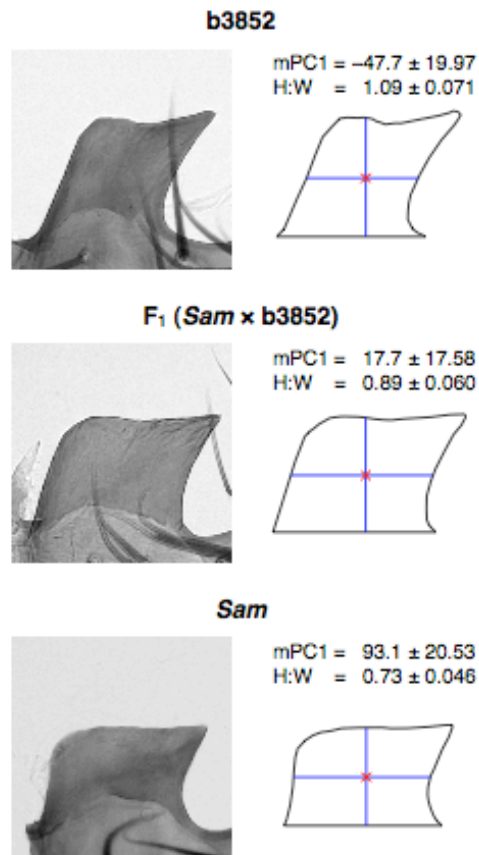 b3852
mPC1 = –47.7 ± 19.97
H:W = 1.09 ± 0.071
F₁ (Sam × b3852)
mPC1 = 17.7 ± 17.58
H:W = 0.89 ± 0.060
Sam
mPC1 = 93.1 ± 20.53
H:W = 0.73 ± 0.046